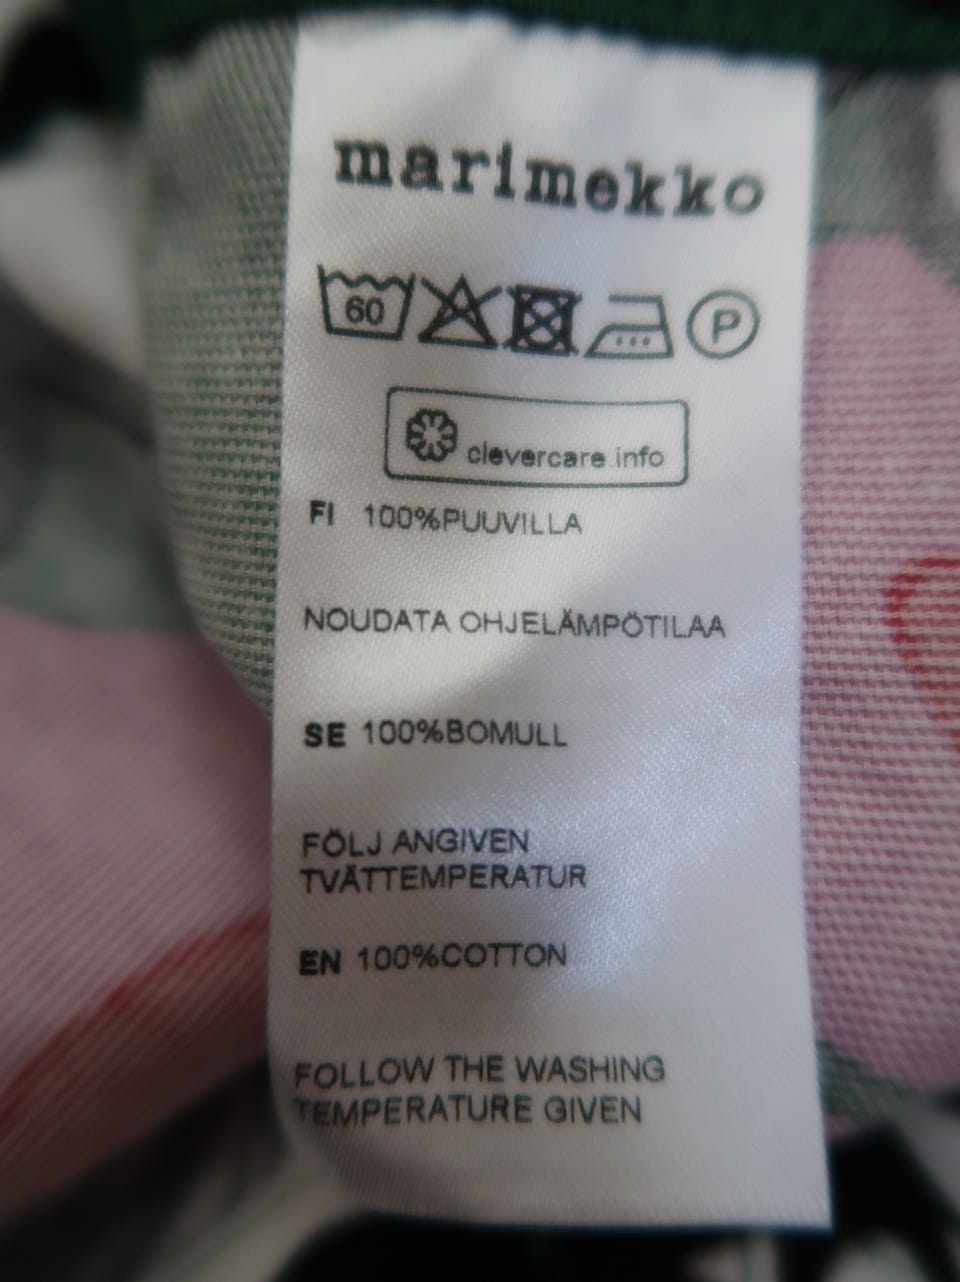 marimekko
60 P
clevercare.info
FI 100%PUUVILLA
NOUDATA OHJELÄMPÖTILAA
SE 100%BOMULL
FÖLJ ANGIVEN
TVÄTTEMPERATUR
EN 100%COTTON
FOLLOW THE WASHING
TEMPERATURE GIVEN